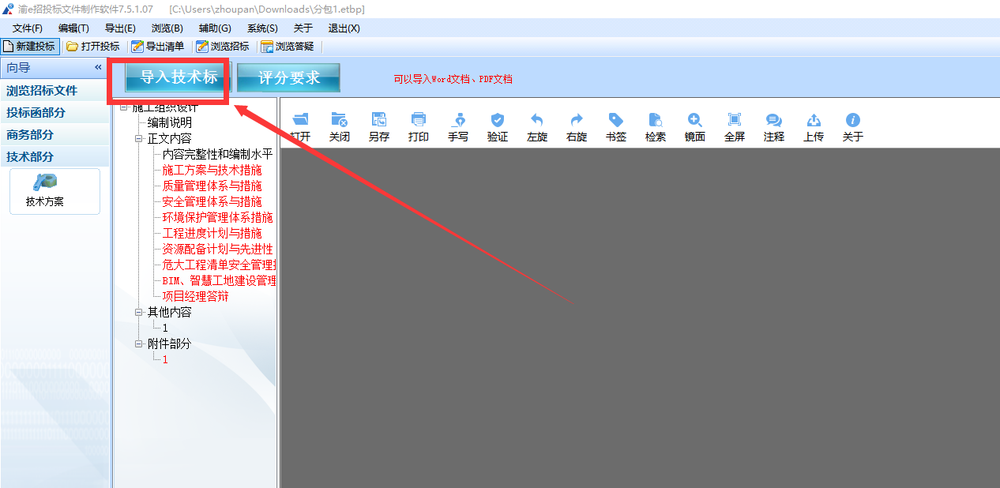 渝e招投标文件制作软件7.5.1.07 [C:\Users\zhoupan\Downloads\分包1.etbp]
文件(F) 编辑(T) 导出(E) 浏览(B) 辅助(G) 系统(S) 关于 退出(X)
新建投标 打开投标 导出清单 浏览招标 浏览答疑
向导 «
浏览招标文件
投标函部分
商务部分
技术部分
技术方案
导入技术标 评分要求 可以导入Word文档、PDF文档
施工组织设计
编制说明
正文内容
内容完整性和编制水平
施工方案与技术措施
质量管理体系与措施
安全管理体系与措施
环境保护管理体系措施
工程进度计划与措施
资源配备计划与先进性
危大工程清单安全管理
BIM、智慧工地建设管理
项目经理答辩
其他内容
1
附件部分
1
打开 关闭 另存 打印 手写 验证 左旋 右旋 书签 检索 镜面 全屏 注释 上传 关于